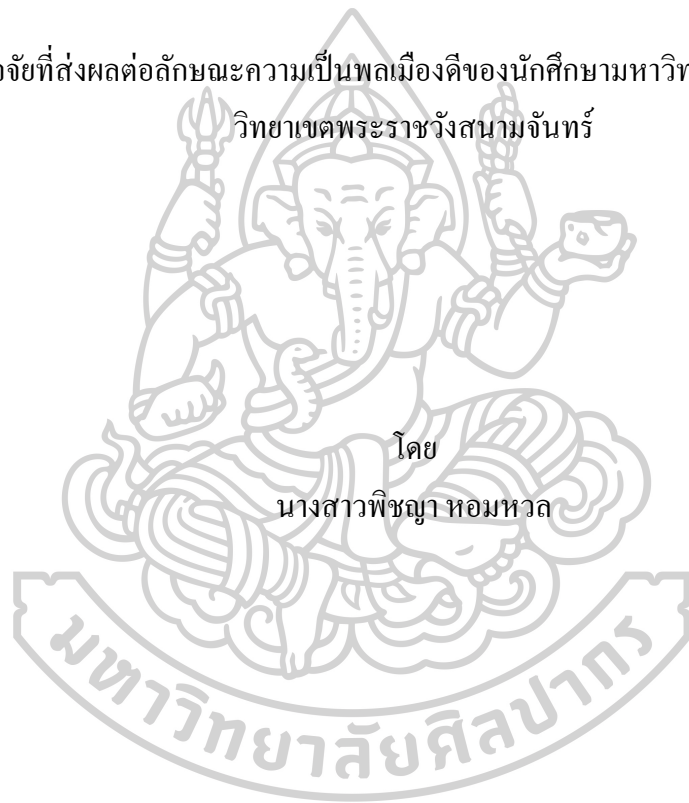 จจัยที่ส่งผลต่อลักษณะความเป็นพลเมืองดีของนักศึกษามหาวิท
วิทยาเขตพระราชวังสนามจันทร์
โดย
นางสาวพิชญา หอมหวล
มหาวิทยาลัยศิลปากร